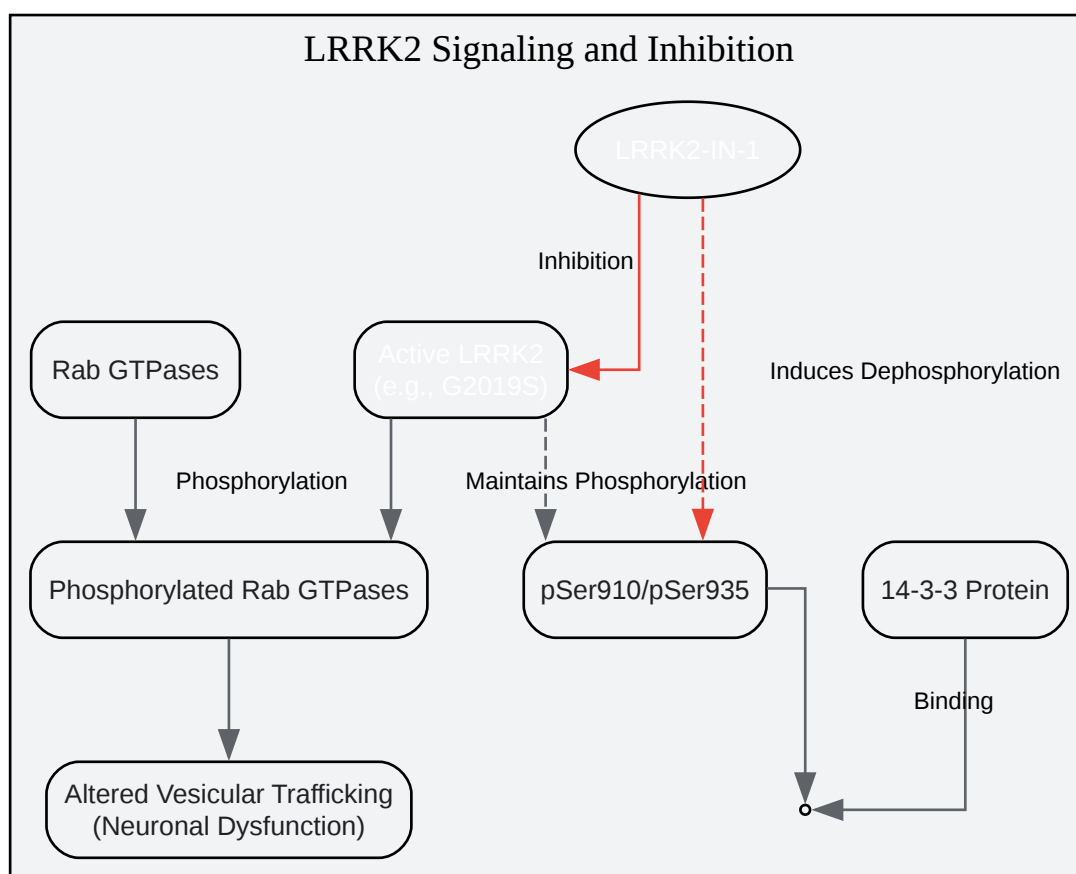 LRRK2 Signaling and Inhibition
LRRK2-IN-1
Inhibition
Rab GTPases
Active LRRK2
(e.g., G2019S)
Induces Dephosphorylation
Phosphorylation
Maintains Phosphorylation
Phosphorylated Rab GTPases
pSer910/pSer935
14-3-3 Protein
Binding
Altered Vesicular Trafficking
(Neuronal Dysfunction)